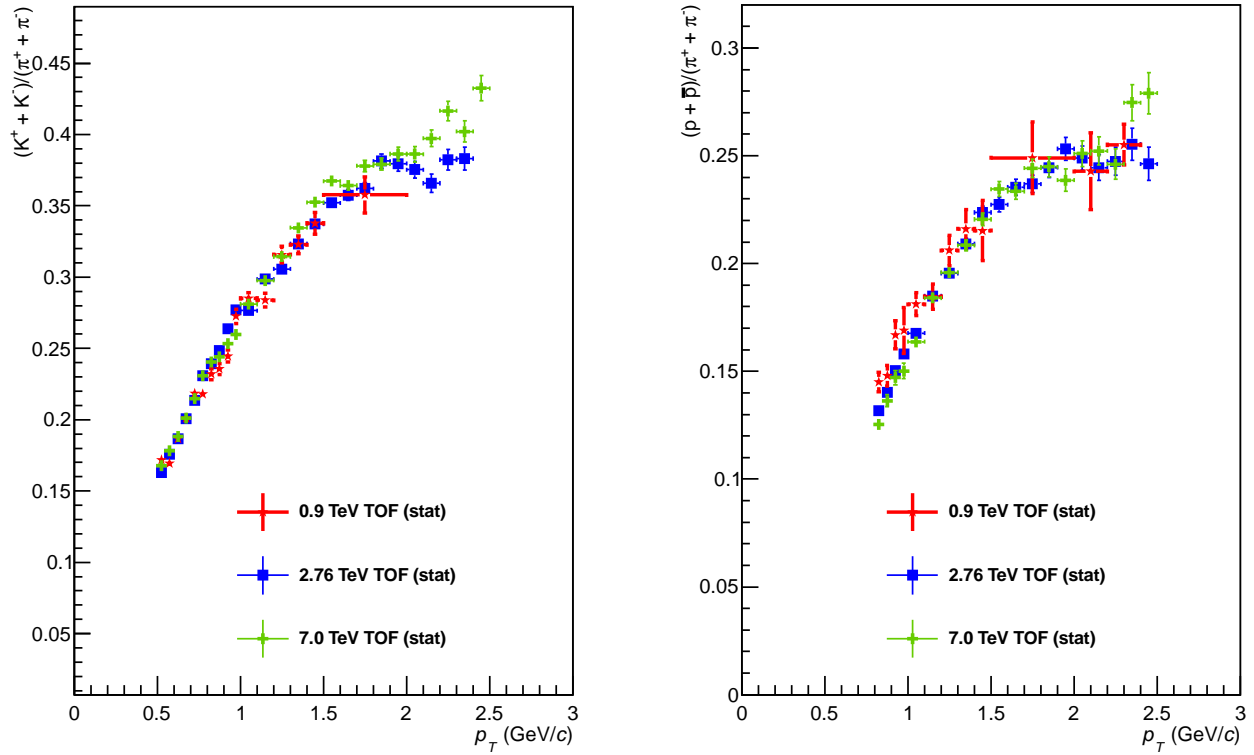 (K⁺ + K⁻)/(π⁺ + π⁻)
0.45
0.4
0.35
0.3
0.25
0.2
0.15
0.1
0.05
0.9 TeV TOF (stat)
2.76 TeV TOF (stat)
7.0 TeV TOF (stat)
0 0.5 1 1.5 2 2.5 3
p_T (GeV/c)
(p + p̅)/(π⁺ + π⁻)
0.3
0.25
0.2
0.15
0.1
0.05
0
0.9 TeV TOF (stat)
2.76 TeV TOF (stat)
7.0 TeV TOF (stat)
0 0.5 1 1.5 2 2.5 3
p_T (GeV/c)